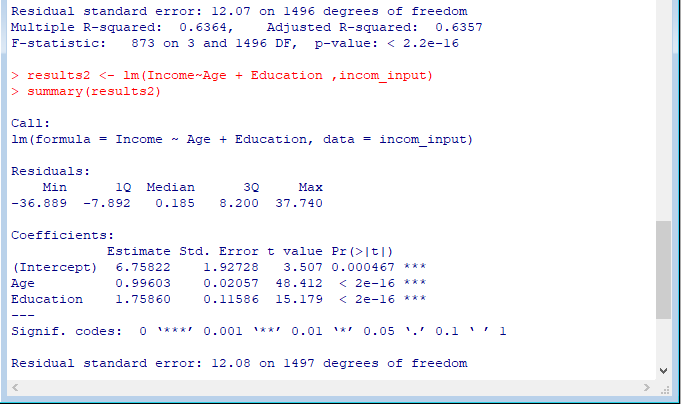 Residual standard error: 12.07 on 1496 degrees of freedom
Multiple R-squared:  0.6364,    Adjusted R-squared:  0.6357
F-statistic:   873 on 3 and 1496 DF,  p-value: < 2.2e-16
> results2 <- lm(Income~Age + Education ,incom_input)
> summary(results2)
Call:
lm(formula = Income ~ Age + Education, data = incom_input)
Residuals:
    Min      1Q  Median      3Q     Max
-36.889  -7.892   0.185   8.200  37.740
Coefficients:
            Estimate Std. Error t value Pr(>|t|)
(Intercept)  6.75822    1.92728   3.507 0.000467 ***
Age          0.99603    0.02057  48.412  < 2e-16 ***
Education    1.75860    0.11586  15.179  < 2e-16 ***
---
Signif. codes:  0 ‘***’ 0.001 ‘**’ 0.01 ‘*’ 0.05 ‘.’ 0.1 ‘ ’ 1
Residual standard error: 12.08 on 1497 degrees of freedom